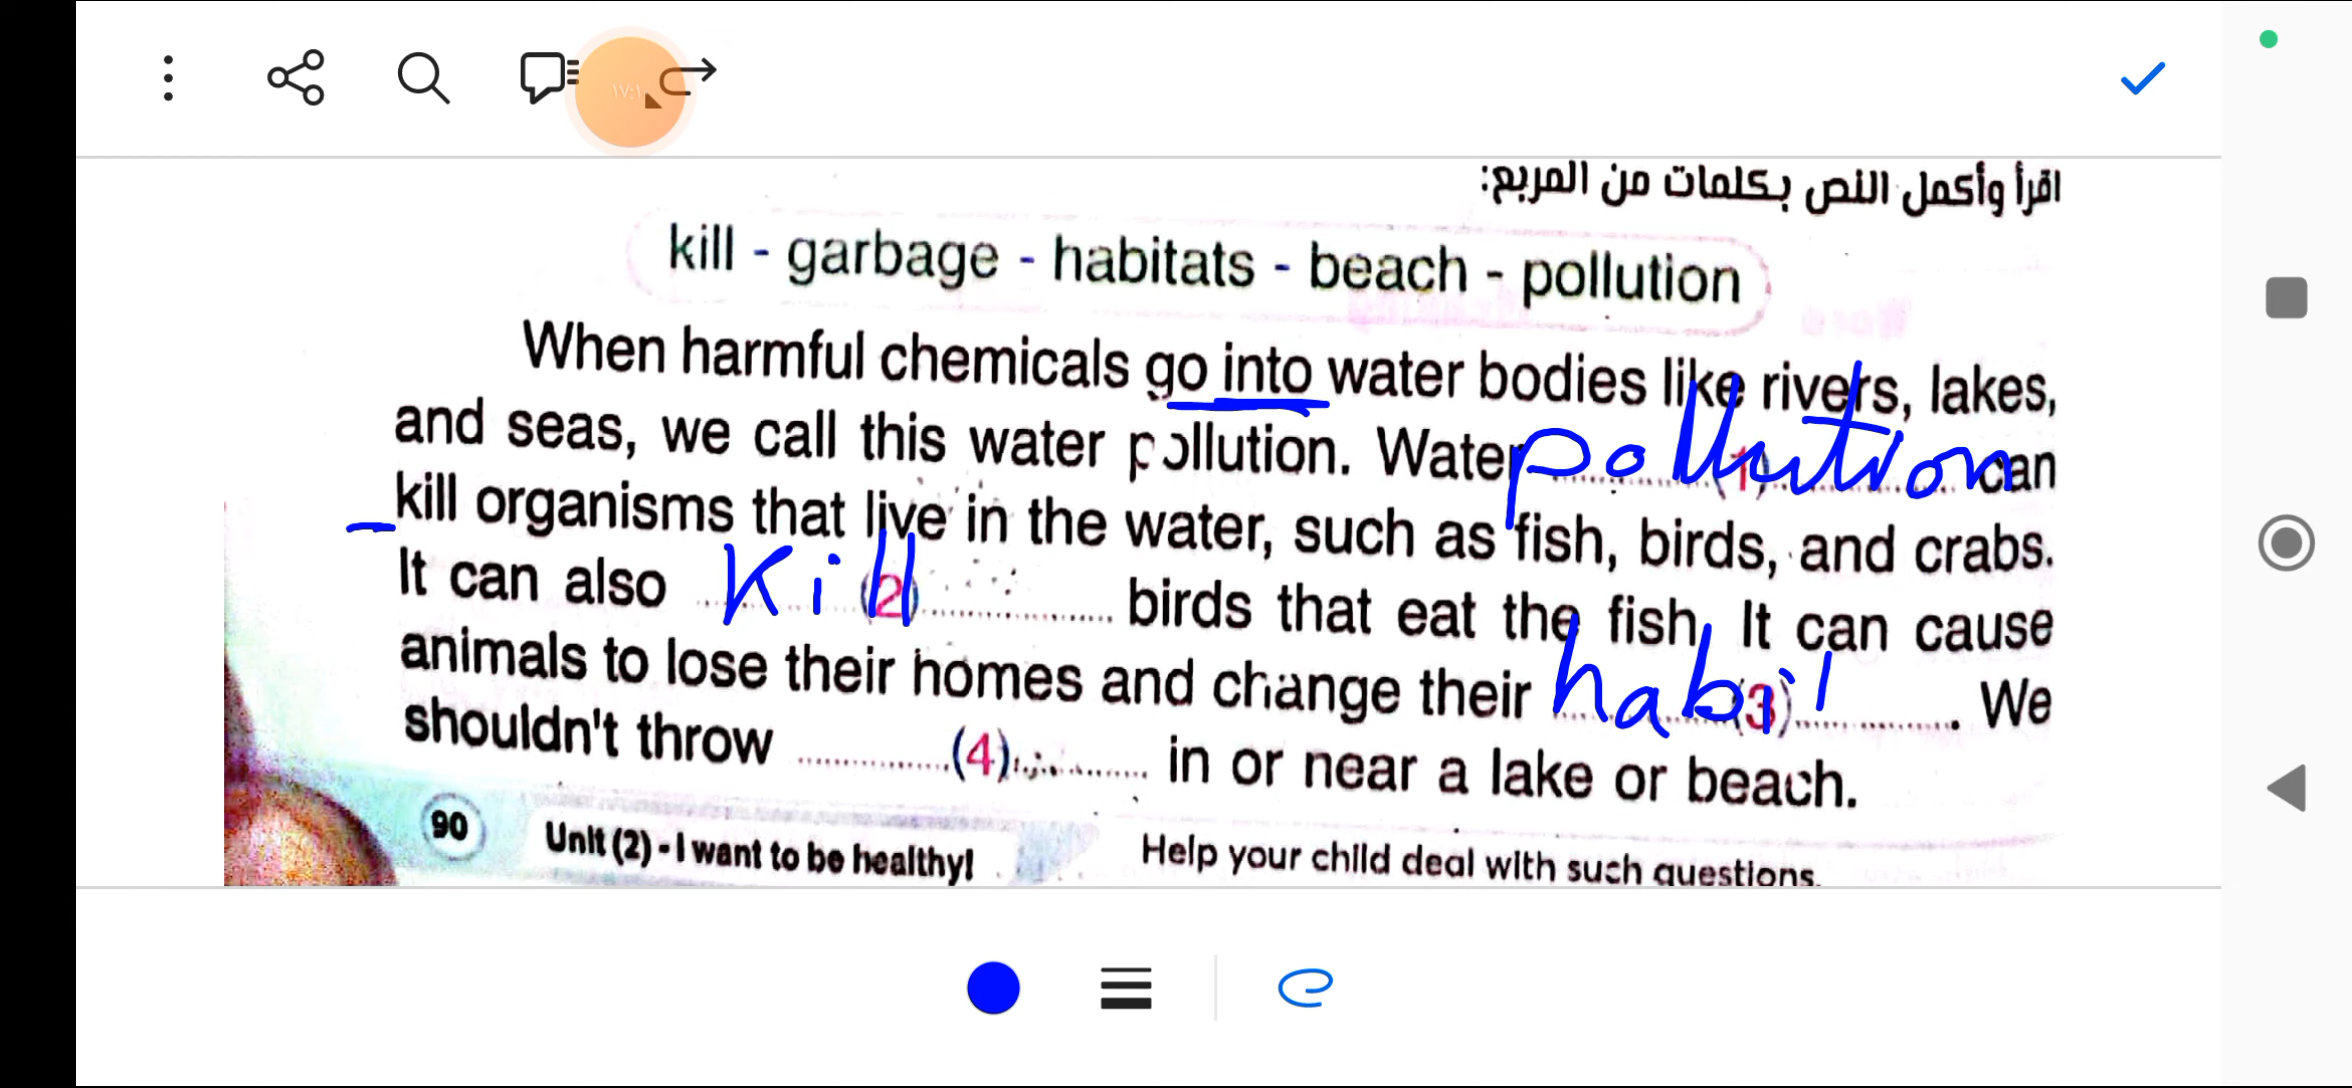 ١٧:١
اقرأ وأكمل النص بكلمات من المربع:
kill - garbage - habitats - beach - pollution
When harmful chemicals go into water bodies like rivers, lakes,
and seas, we call this water pollution. Water pollution (1) can
kill organisms that live in the water, such as fish, birds, and crabs.
It can also kill (2) birds that eat the fish. It can cause
animals to lose their homes and change their habit (3). We
shouldn't throw (4) in or near a lake or beach.
90 Unit (2) - I want to be healthy! Help your child deal with such questions.